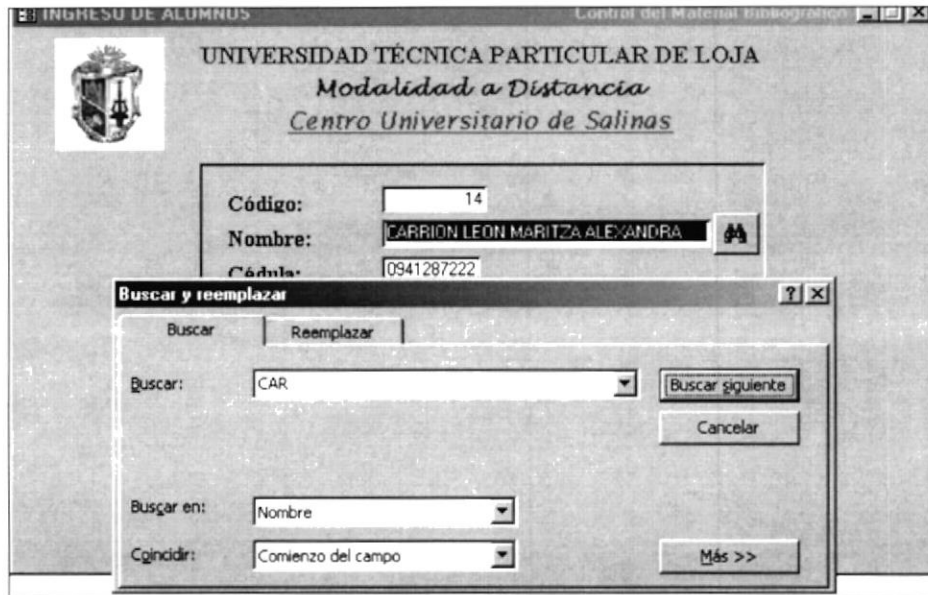 INGRESO DE ALUMNOS Control del Material Bibliográfico
UNIVERSIDAD TÉCNICA PARTICULAR DE LOJA
Modalidad a Distancia
Centro Universitario de Salinas
Código: 14
Nombre: CARRION LEON MARITZA ALEXANDRA
Cédula: 0941287222
Buscar y reemplazar
Buscar Reemplazar
Buscar: CAR Buscar siguiente
Cancelar
Buscar en: Nombre
Coincidir: Comienzo del campo Más >>